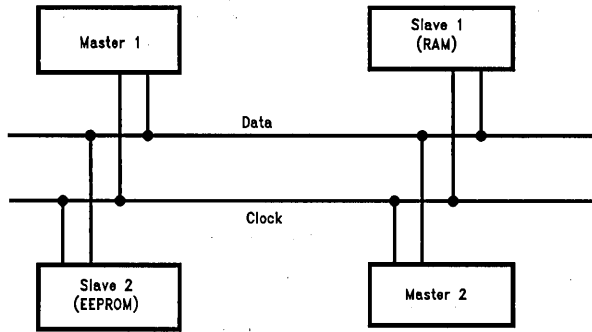 Master 1
Slave 1
(RAM)
Data
Clock
Slave 2
(EEPROM)
Master 2